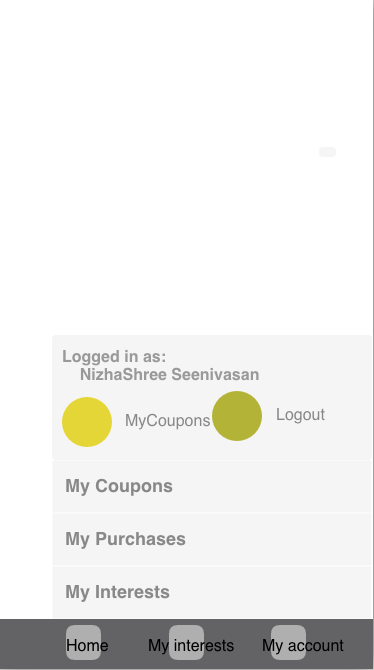 Logged in as:
NizhaShree Seenivasan
MyCoupons
Logout
My Coupons
My Purchases
My Interests
Home
My interests
My account